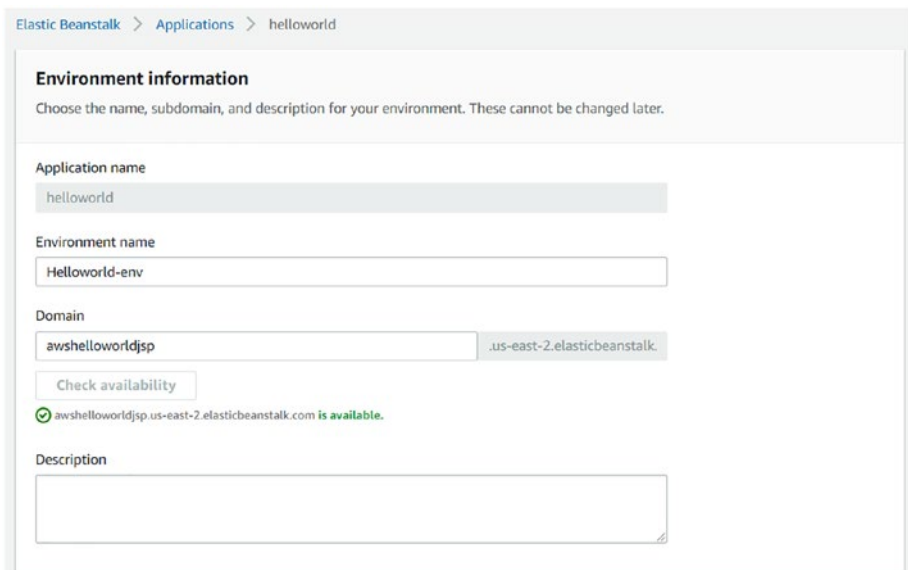 Elastic Beanstalk > Applications > helloworld
Environment information
Choose the name, subdomain, and description for your environment. These cannot be changed later.
Application name
helloworld
Environment name
Helloworld-env
Domain
awshelloworldjsp .us-east-2.elasticbeanstalk.
Check availability
awshelloworldjsp.us-east-2.elasticbeanstalk.com is available.
Description